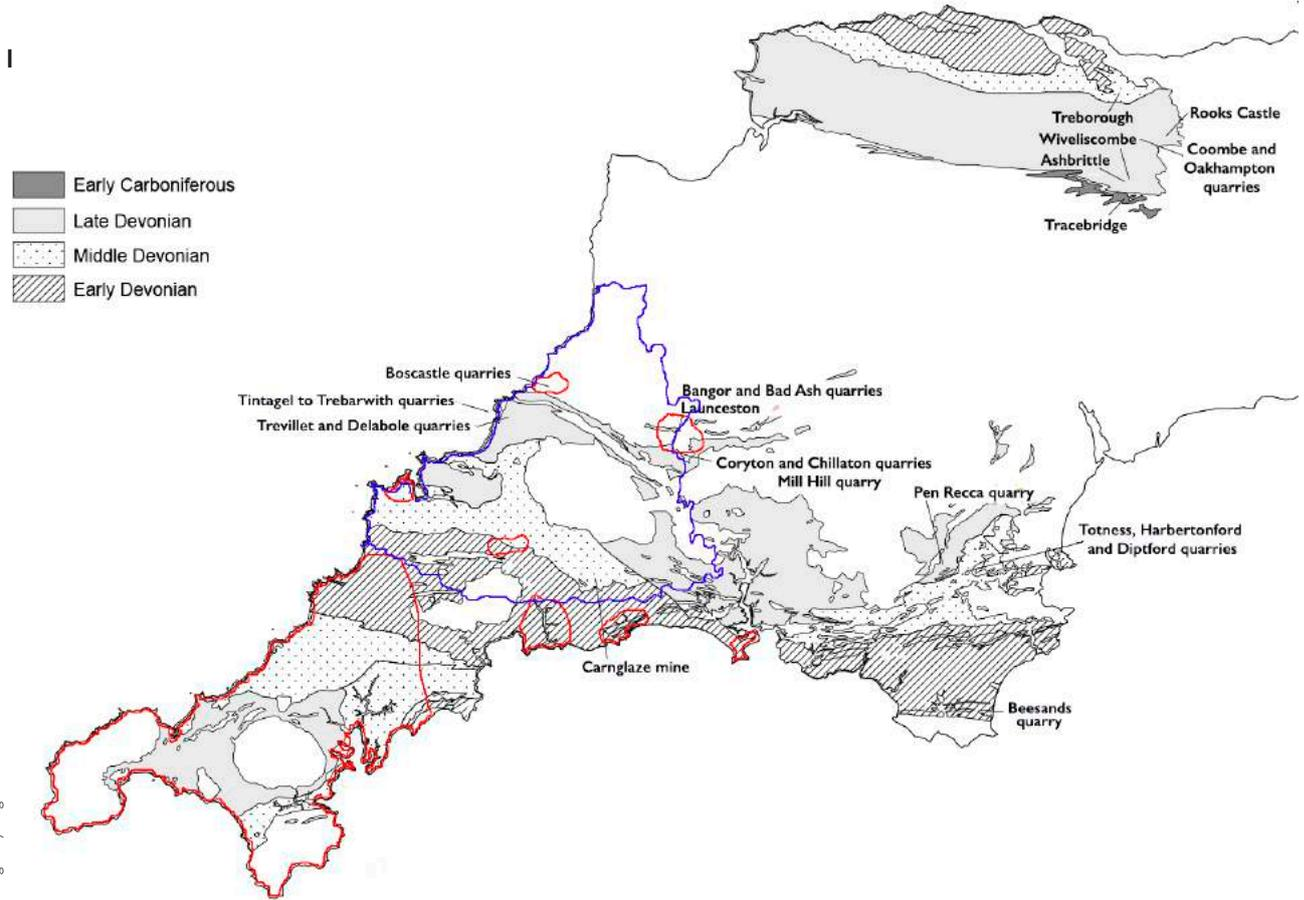 l
Early Carboniferous
Late Devonian
Middle Devonian
Early Devonian
Treborough
Wiveliscombe
Ashbrittle
Rooks Castle
Coombe and
Oakhampton
quarries
Tracebridge
Boscastle quarries
Tintagel to Trebarwith quarries
Trevillet and Delabole quarries
Bangor and Bad Ash quarries
Launceston
Coryton and Chillaton quarries
Mill Hill quarry
Pen Recca quarry
Totness, Harbertonford
and Diptford quarries
Carnglaze mine
Beesands
quarry